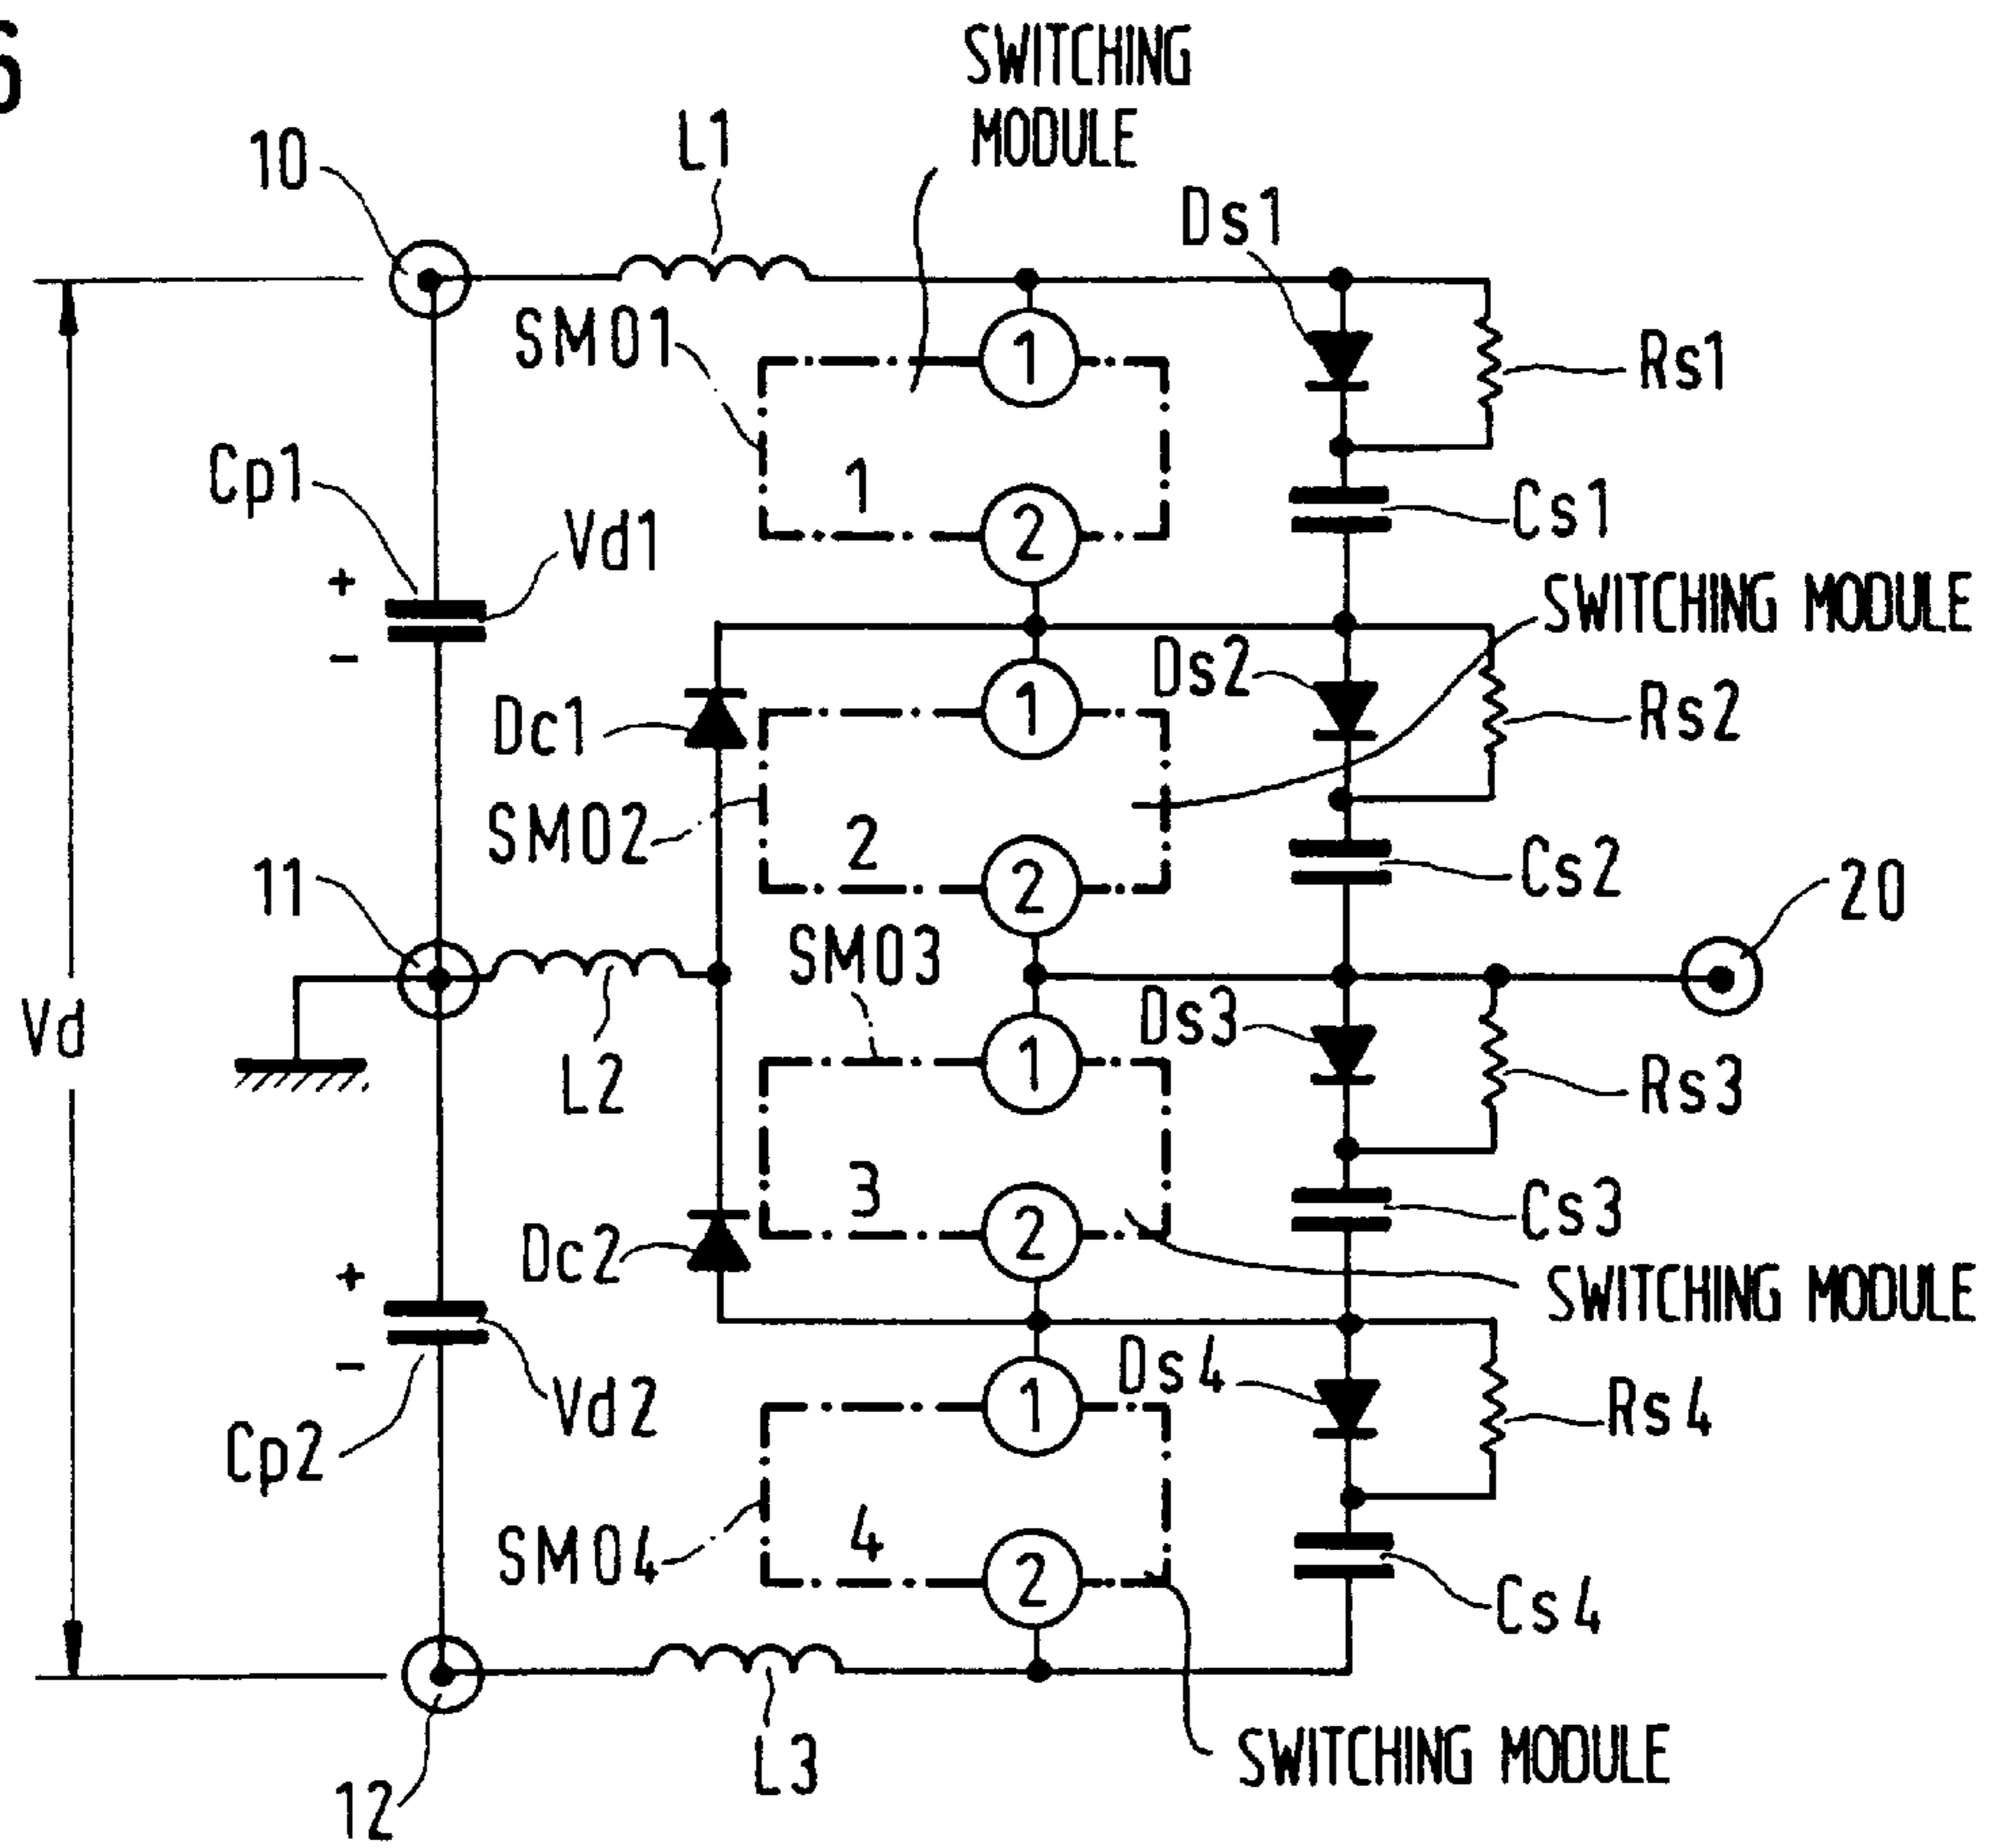 6
SWITCHING
MODULE
L1
10
Ds1
SM01
1
Rs1
Cp1
1
2
Cs1
Vd1
+
-
SWITCHING MODULE
Ds2
1
Rs2
Dc1
SM02
2
2
Cs2
11
20
SM03
Vd
Ds3
1
Rs3
L2
3
2
Cs3
Dc2
+
-
SWITCHING MODULE
Ds4
1
Rs4
Vd2
Cp2
SM04
4
2
Cs4
L3
SWITCHING MODULE
12